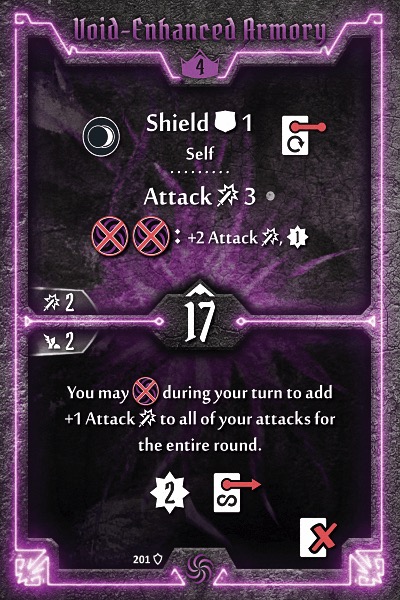 Void-Enhanced Armory
4
Shield 1
Self
Attack 3
: +2 Attack , 1
2
17
2
You may during your turn to add
+1 Attack to all of your attacks for
the entire round.
2
201